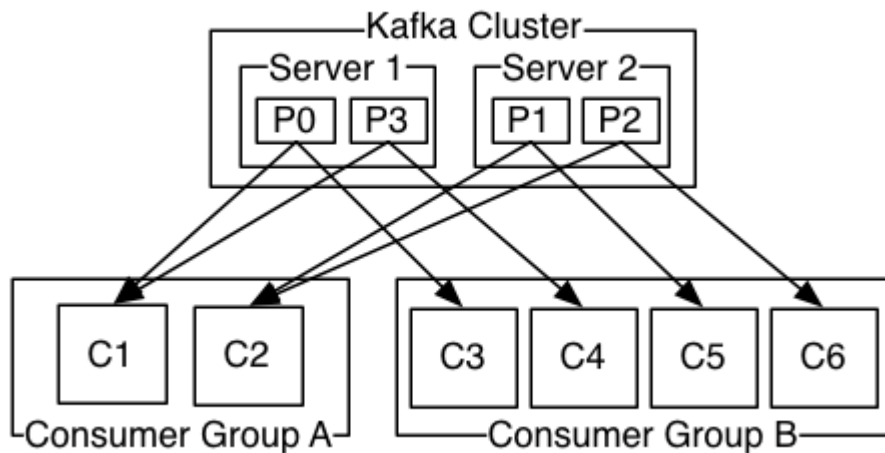 Kafka Cluster
Server 1
Server 2
P0
P3
P1
P2
C1
C2
C3
C4
C5
C6
Consumer Group A
Consumer Group B